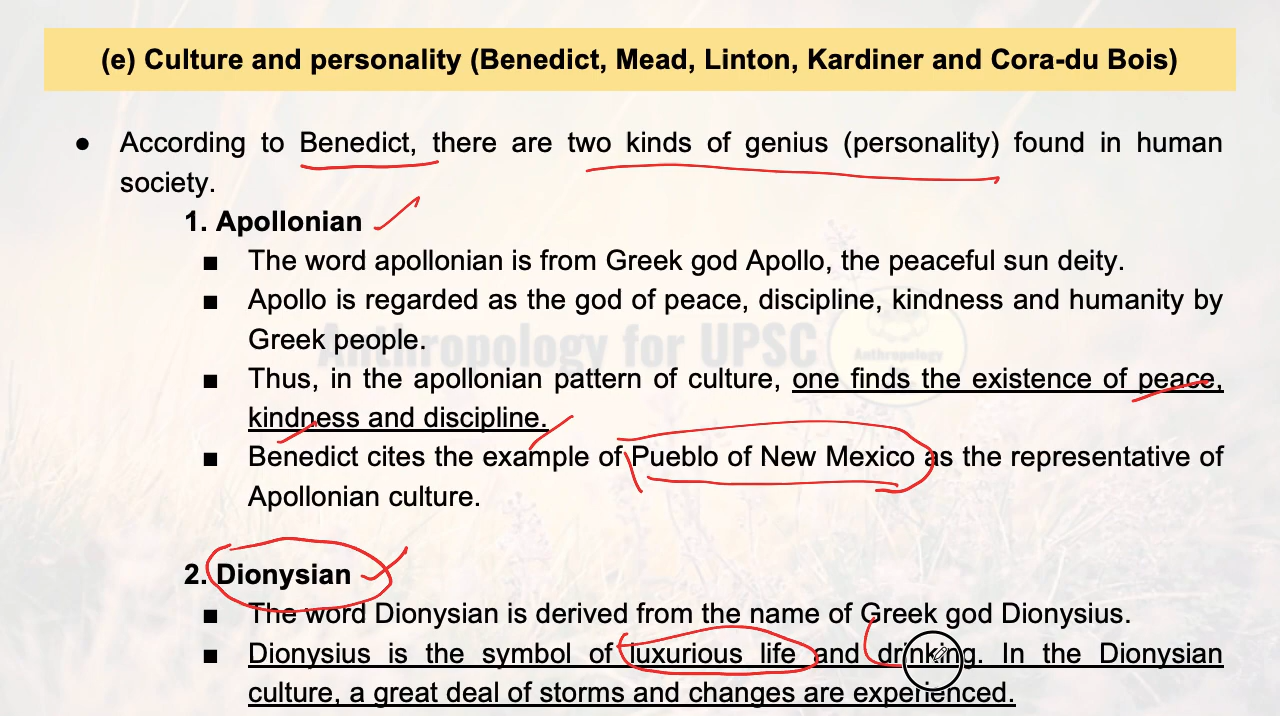 (e) Culture and personality (Benedict, Mead, Linton, Kardiner and Cora-du Bois)
● According to Benedict, there are two kinds of genius (personality) found in human
society.
1. Apollonian
■ The word apollonian is from Greek god Apollo, the peaceful sun deity.
■ Apollo is regarded as the god of peace, discipline, kindness and humanity by
Greek people.
Anthropology for UPSC
Anthropology
■ Thus, in the apollonian pattern of culture, one finds the existence of peace,
kindness and discipline.
■ Benedict cites the example of Pueblo of New Mexico as the representative of
Apollonian culture.
2. Dionysian
■ The word Dionysian is derived from the name of Greek god Dionysius.
■ Dionysius is the symbol of luxurious life and drinking. In the Dionysian
culture, a great deal of storms and changes are experienced.